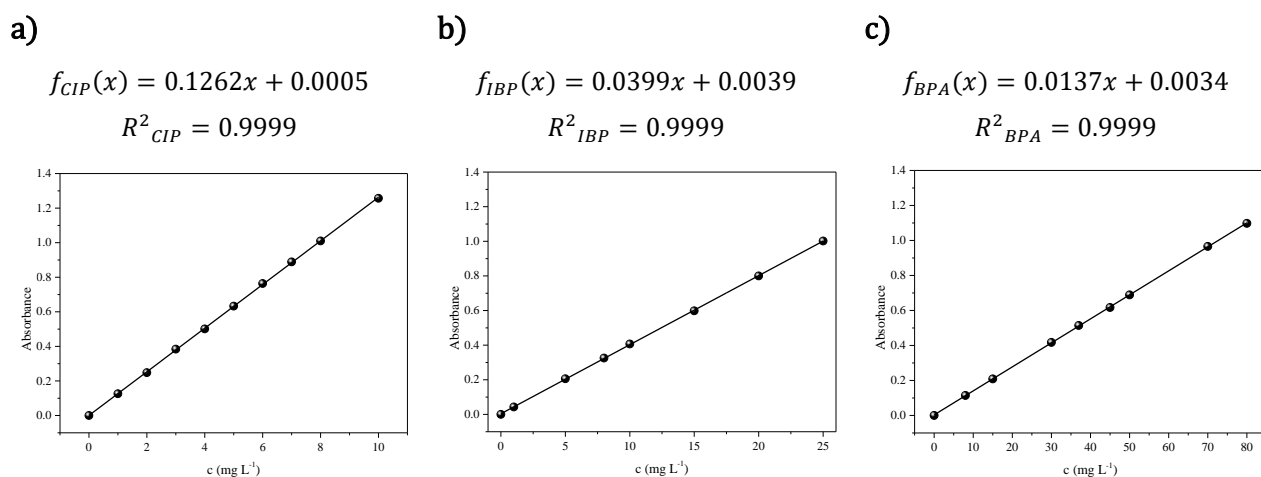 a)
f_CIP(x) = 0.1262x + 0.0005
R²_CIP = 0.9999
1.4
1.2
1.0
0.8
0.6
0.4
0.2
0.0
Absorbance
0 2 4 6 8 10
c (mg L⁻¹)
b)
f_IBP(x) = 0.0399x + 0.0039
R²_IBP = 0.9999
1.4
1.2
1.0
0.8
0.6
0.4
0.2
0.0
Absorbance
0 5 10 15 20 25
c (mg L⁻¹)
c)
f_BPA(x) = 0.0137x + 0.0034
R²_BPA = 0.9999
1.4
1.2
1.0
0.8
0.6
0.4
0.2
0.0
Absorbance
0 10 20 30 40 50 60 70 80
c (mg L⁻¹)